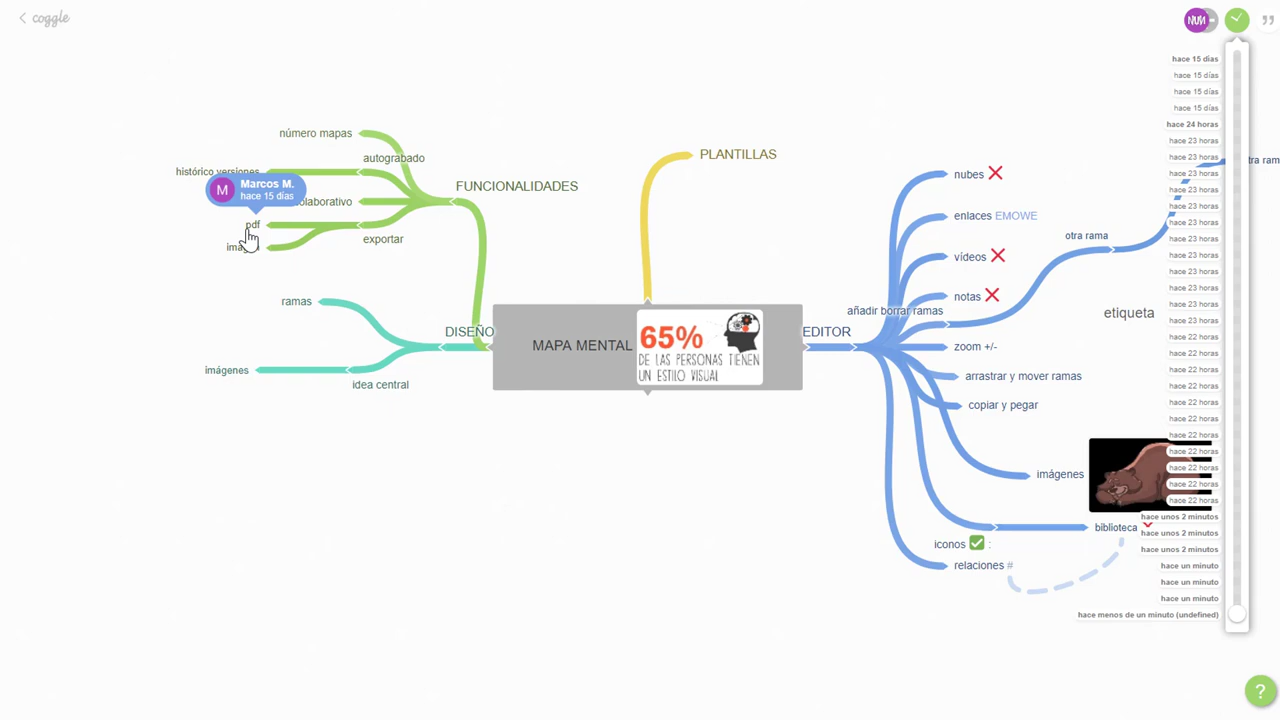 coggle
número mapas
autograbado
histórico versiones
FUNCIONALIDADES
Marcos M.
hace 15 días
M
pdf
exportar
ramas
DISEÑO
imágenes
idea central
PLANTILLAS
MAPA MENTAL
65%
DE LAS PERSONAS TIENEN
UN ESTILO VISUAL
EDITOR
nubes
enlaces EMOWE
vídeos
notas
añadir borrar ramas
otra rama
etiqueta
zoom +/-
arrastrar y mover ramas
copiar y pegar
imágenes
biblioteca
iconos :
relaciones #
hace 15 días
hace 15 días
hace 15 días
hace 15 días
hace 24 horas
hace 23 horas
hace 23 horas
hace 23 horas
hace 23 horas
hace 23 horas
hace 23 horas
hace 23 horas
hace 23 horas
hace 23 horas
hace 23 horas
hace 23 horas
hace 23 horas
hace 22 horas
hace 22 horas
hace 22 horas
hace 22 horas
hace 22 horas
hace 22 horas
hace 22 horas
hace 22 horas
hace 22 horas
hace 22 horas
hace unos 2 minutos
hace unos 2 minutos
hace unos 2 minutos
hace un minuto
hace un minuto
hace un minuto
hace menos de un minuto (undefined)
?